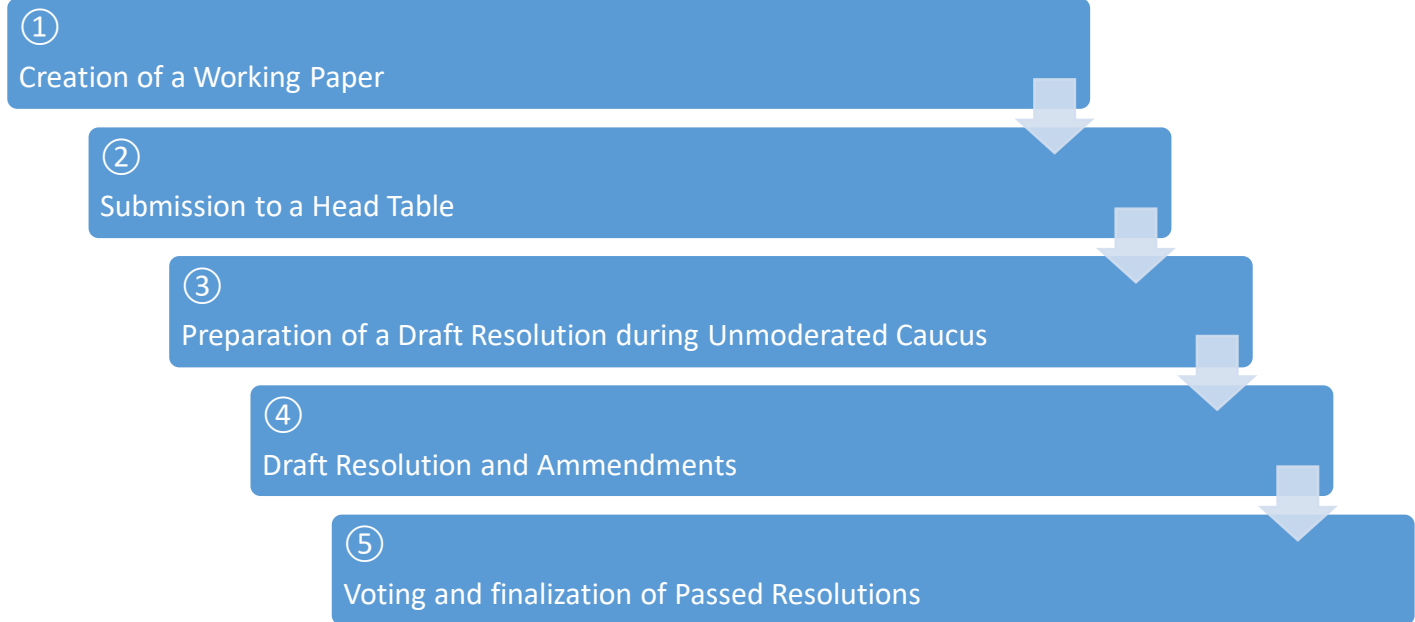 ①
Creation of a Working Paper
②
Submission to a Head Table
③
Preparation of a Draft Resolution during Unmoderated Caucus
④
Draft Resolution and Ammendments
⑤
Voting and finalization of Passed Resolutions